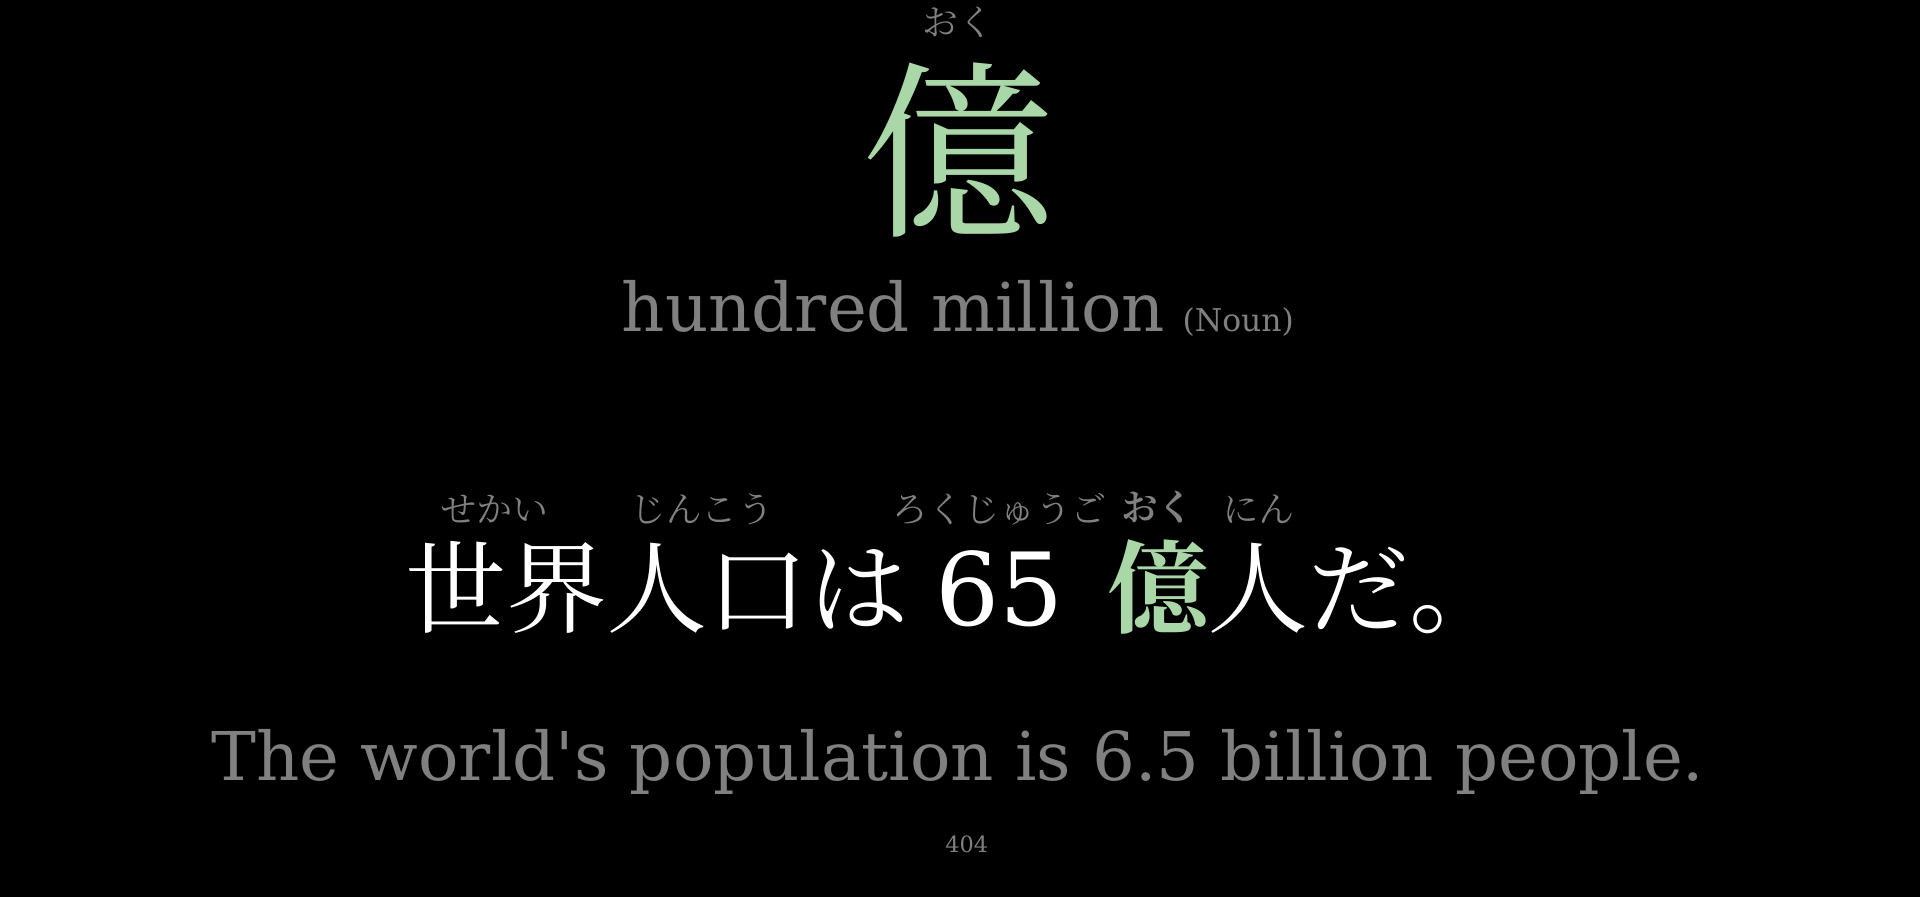 おく
億
hundred million (Noun)
せかい じんこう ろくじゅうご おく にん
世界人口は 65 億人だ。
The world's population is 6.5 billion people.
404